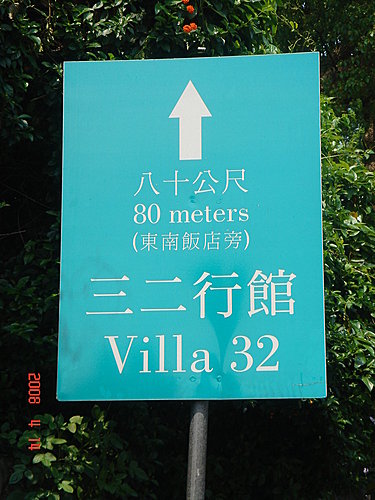 八十公尺
80 meters
(東南飯店旁)
三二行館
Villa 32
2008 4 14